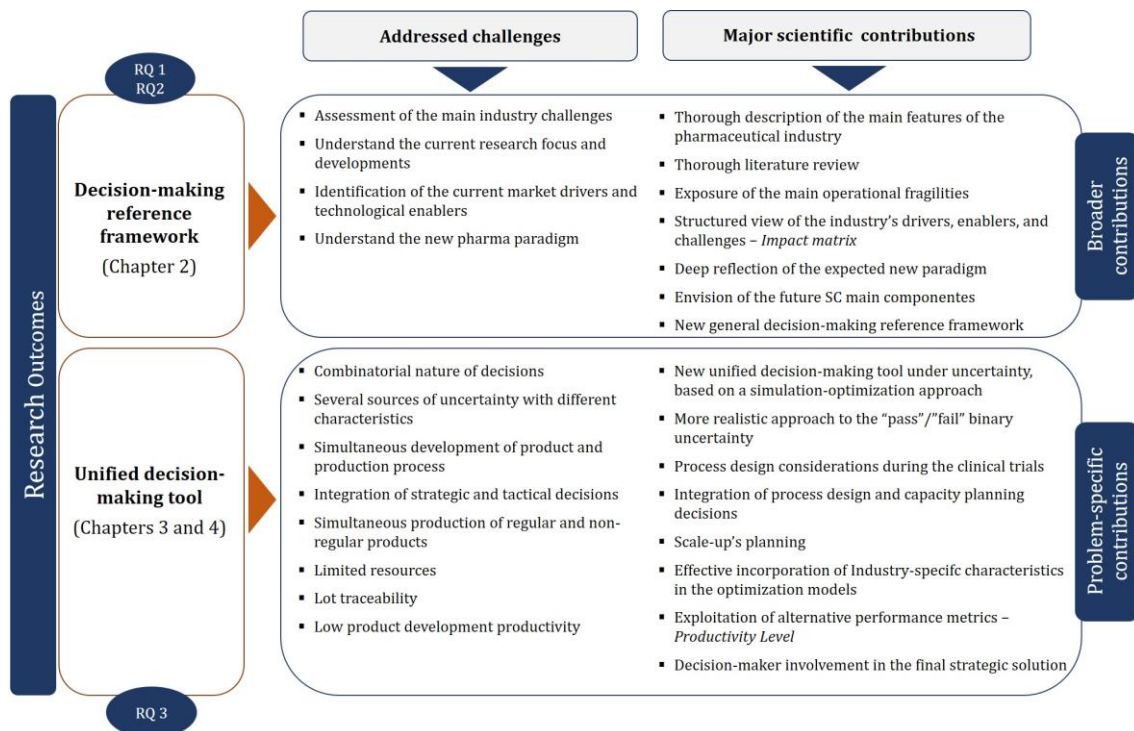 Addressed challenges
Major scientific contributions
RQ 1
RQ2
Research Outcomes
Decision-making
reference
framework
(Chapter 2)
▪ Assessment of the main industry challenges
▪ Understand the current research focus and
developments
▪ Identification of the current market drivers and
technological enablers
▪ Understand the new pharma paradigm
▪ Thorough description of the main features of the
pharmaceutical industry
▪ Thorough literature review
▪ Exposure of the main operational fragilities
▪ Structured view of the industry's drivers, enablers, and
challenges – Impact matrix
▪ Deep reflection of the expected new paradigm
▪ Envision of the future SC main componentes
▪ New general decision-making reference framework
Broader
contributions
Unified decision-
making tool
(Chapters 3 and 4)
▪ Combinatorial nature of decisions
▪ Several sources of uncertainty with different
characteristics
▪ Simultaneous development of product and
production process
▪ Integration of strategic and tactical decisions
▪ Simultaneous production of regular and non-
regular products
▪ Limited resources
▪ Lot traceability
▪ Low product development productivity
▪ New unified decision-making tool under uncertainty,
based on a simulation-optimization approach
▪ More realistic approach to the "pass"/"fail" binary
uncertainty
▪ Process design considerations during the clinical trials
▪ Integration of process design and capacity planning
decisions
▪ Scale-up's planning
▪ Effective incorporation of Industry-specifc characteristics
in the optimization models
▪ Exploitation of alternative performance metrics –
Productivity Level
▪ Decision-maker involvement in the final strategic solution
Problem-specific
contributions
RQ 3